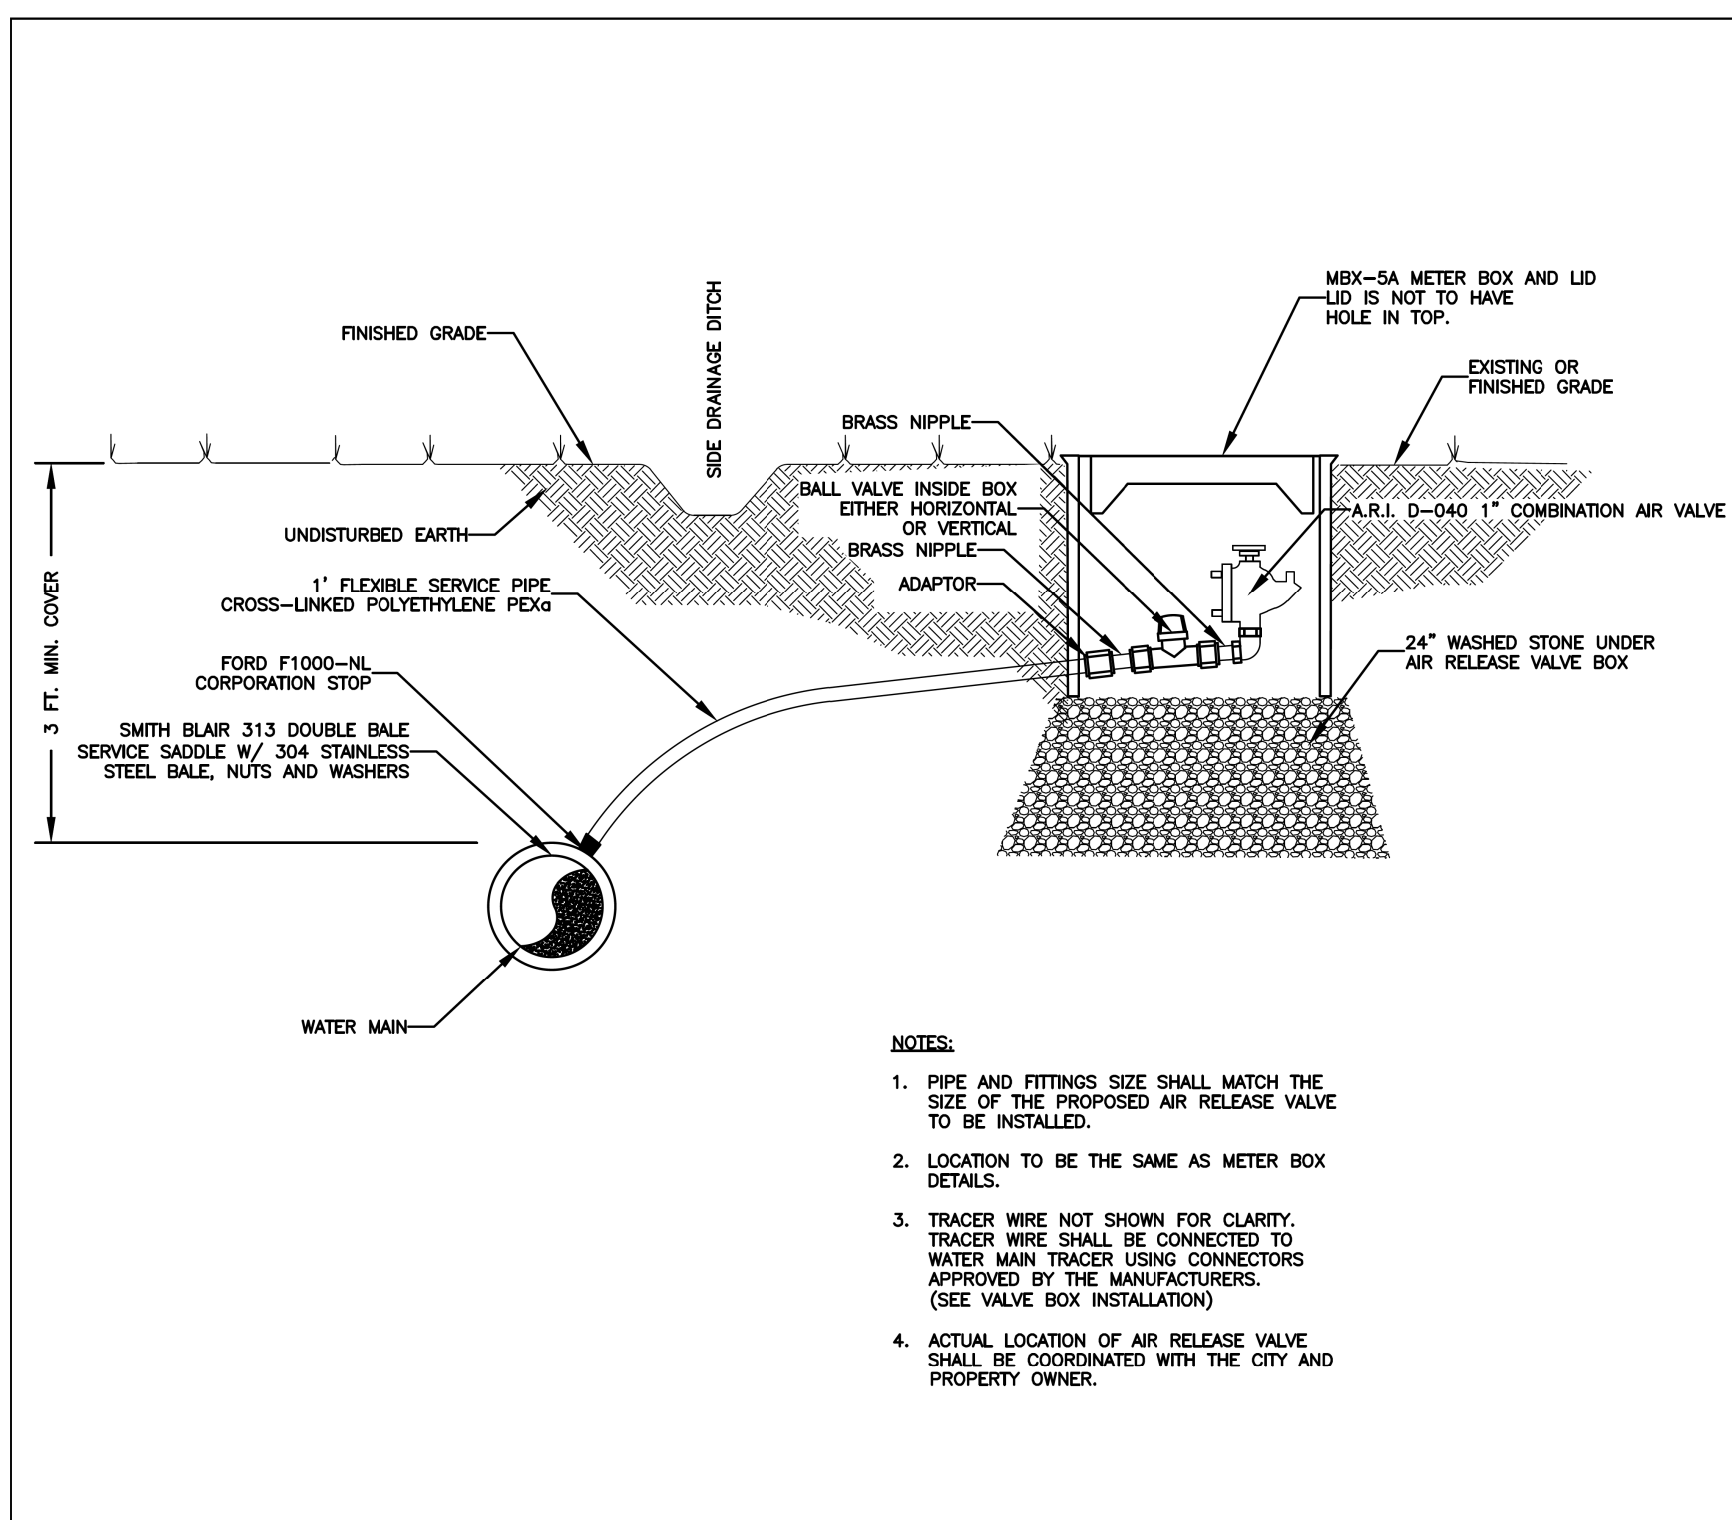 MBX-5A METER BOX AND LID
LID IS NOT TO HAVE
HOLE IN TOP.
SIDE DRAINAGE DITCH
FINISHED GRADE
EXISTING OR
FINISHED GRADE
BRASS NIPPLE
BALL VALVE INSIDE BOX
EITHER HORIZONTAL
OR VERTICAL
A.R.I. D-040 1" COMBINATION AIR VALVE
UNDISTURBED EARTH
BRASS NIPPLE
ADAPTOR
1' FLEXIBLE SERVICE PIPE
CROSS-LINKED POLYETHYLENE PEXa
3 FT. MIN. COVER
24" WASHED STONE UNDER
AIR RELEASE VALVE BOX
FORD F1000-NL
CORPORATION STOP
SMITH BLAIR 313 DOUBLE BALE
SERVICE SADDLE W/ 304 STAINLESS
STEEL BALE, NUTS AND WASHERS
WATER MAIN
NOTES:
1. PIPE AND FITTINGS SIZE SHALL MATCH THE
SIZE OF THE PROPOSED AIR RELEASE VALVE
TO BE INSTALLED.
2. LOCATION TO BE THE SAME AS METER BOX
DETAILS.
3. TRACER WIRE NOT SHOWN FOR CLARITY.
TRACER WIRE SHALL BE CONNECTED TO
WATER MAIN TRACER USING CONNECTORS
APPROVED BY THE MANUFACTURERS.
(SEE VALVE BOX INSTALLATION)
4. ACTUAL LOCATION OF AIR RELEASE VALVE
SHALL BE COORDINATED WITH THE CITY AND
PROPERTY OWNER.